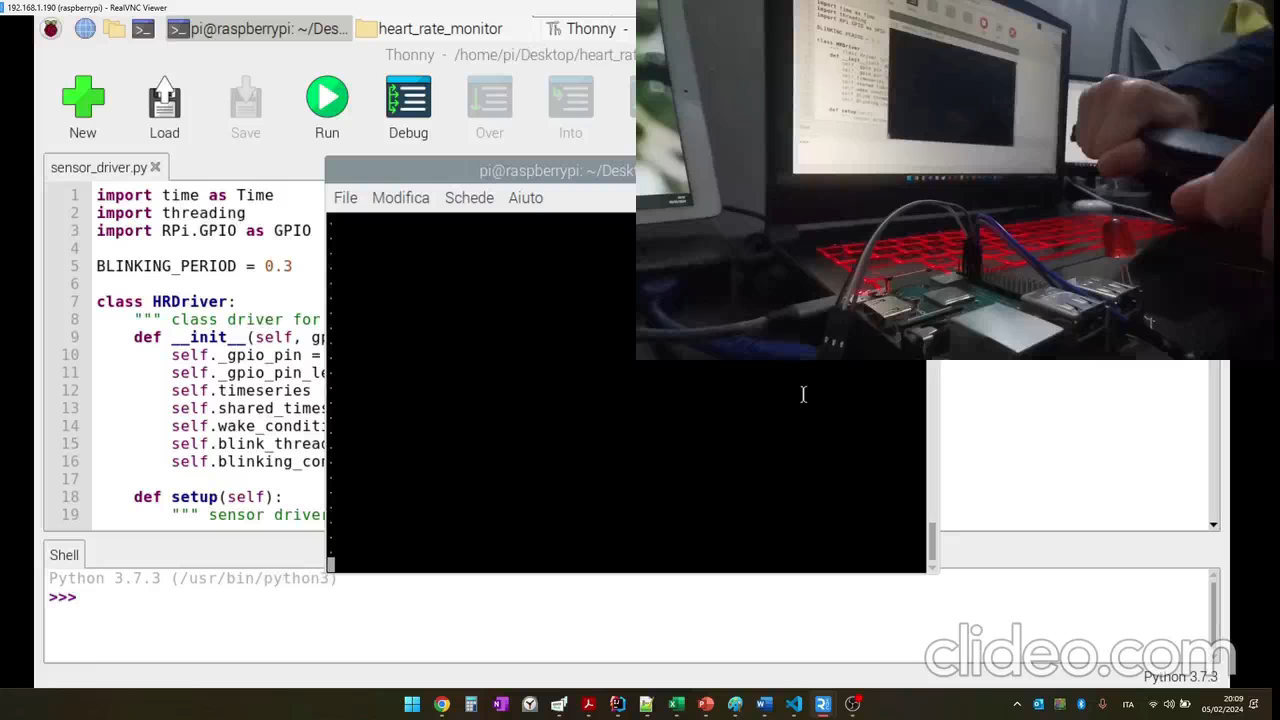 192.168.1.190 (raspberrypi) - RealVNC Viewer
pi@raspberrypi: ~/Des...
heart_rate_monitor
Thonny -
Thonny - /home/pi/Desktop/heart_ra
New
Load
Save
Run
Debug
Over
Into
sensor_driver.py
pi@raspberrypi: ~/Deskt
File Modifica Schede Aiuto
1 import time as Time
2 import threading
3 import RPi.GPIO as GPIO
4
5 BLINKING_PERIOD = 0.3
6
7 class HRDriver:
8 """ class driver for
9 def __init__(self, gp
10 self._gpio_pin =
11 self._gpio_pin_le
12 self.timeseries
13 self.shared_times
14 self.wake_conditi
15 self.blink_thread
16 self.blinking_con
17
18 def setup(self):
19 """ sensor driver
Shell
Python 3.7.3 (/usr/bin/python3)
>>>
clideo.com
Python 3.7.3
ITA
20:09
05/02/2024